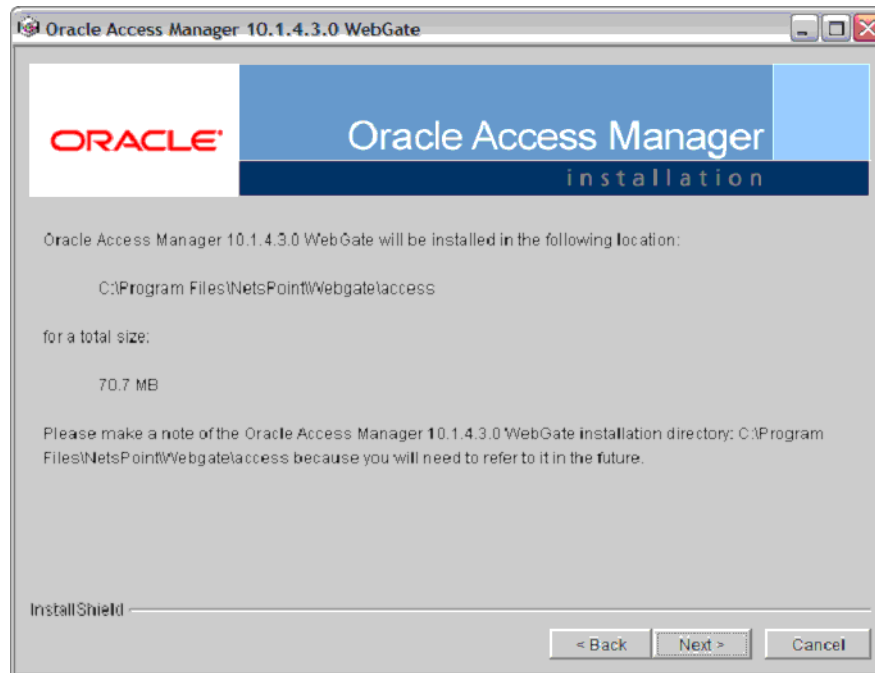 Oracle Access Manager 10.1.4.3.0 WebGate
ORACLE®
Oracle Access Manager
installation
Oracle Access Manager 10.1.4.3.0 WebGate will be installed in the following location:
C:\Program Files\NetsPoint\Webgate\access
for a total size:
70.7 MB
Please make a note of the Oracle Access Manager 10.1.4.3.0 WebGate installation directory: C:\Program
Files\NetsPoint\Webgate\access because you will need to refer to it in the future.
InstallShield
< Back
Next >
Cancel